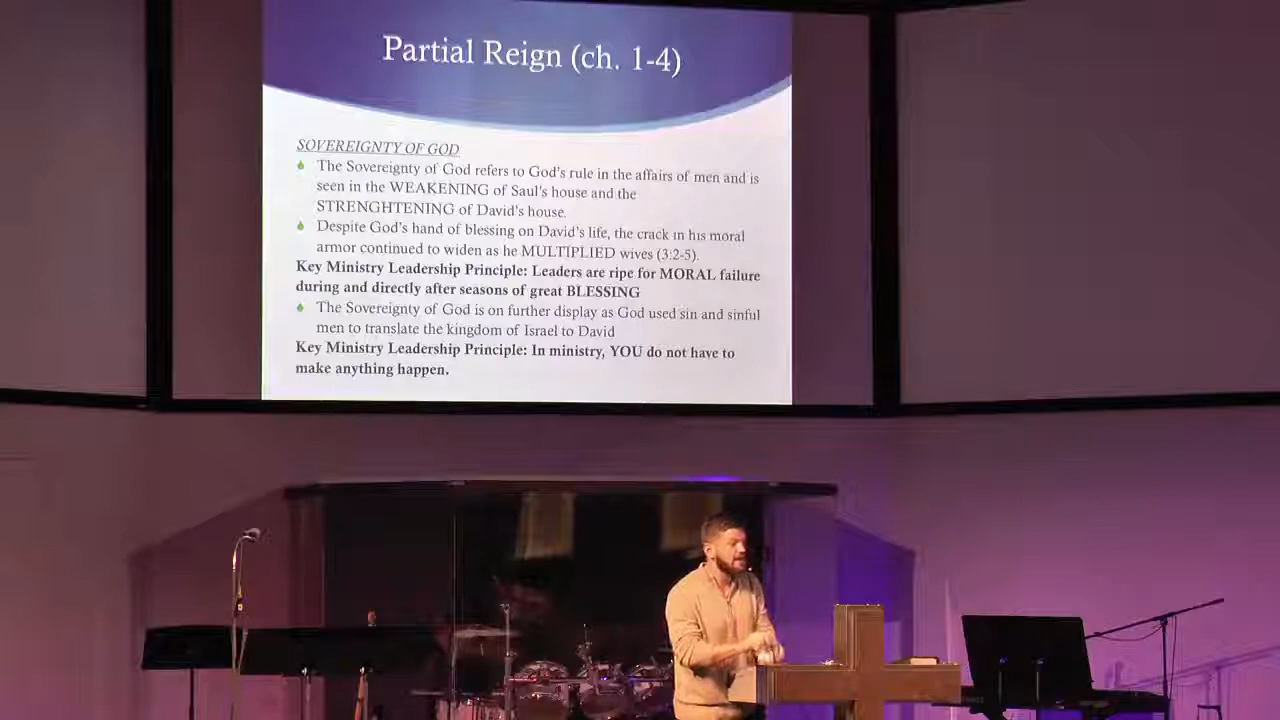 Partial Reign (ch. 1-4)
SOVEREIGNTY OF GOD
The Sovereignty of God refers to God's rule in the affairs of men and is
seen in the WEAKENING of Saul's house and the
STRENGHTENING of David's house.
Despite God's hand of blessing on David's life, the crack in his moral
armor continued to widen as he MULTIPLIED wives (3:2-5).
Key Ministry Leadership Principle: Leaders are ripe for MORAL failure
during and directly after seasons of great BLESSING
The Sovereignty of God is on further display as God used sin and sinful
men to translate the kingdom of Israel to David
Key Ministry Leadership Principle: In ministry, YOU do not have to
make anything happen.